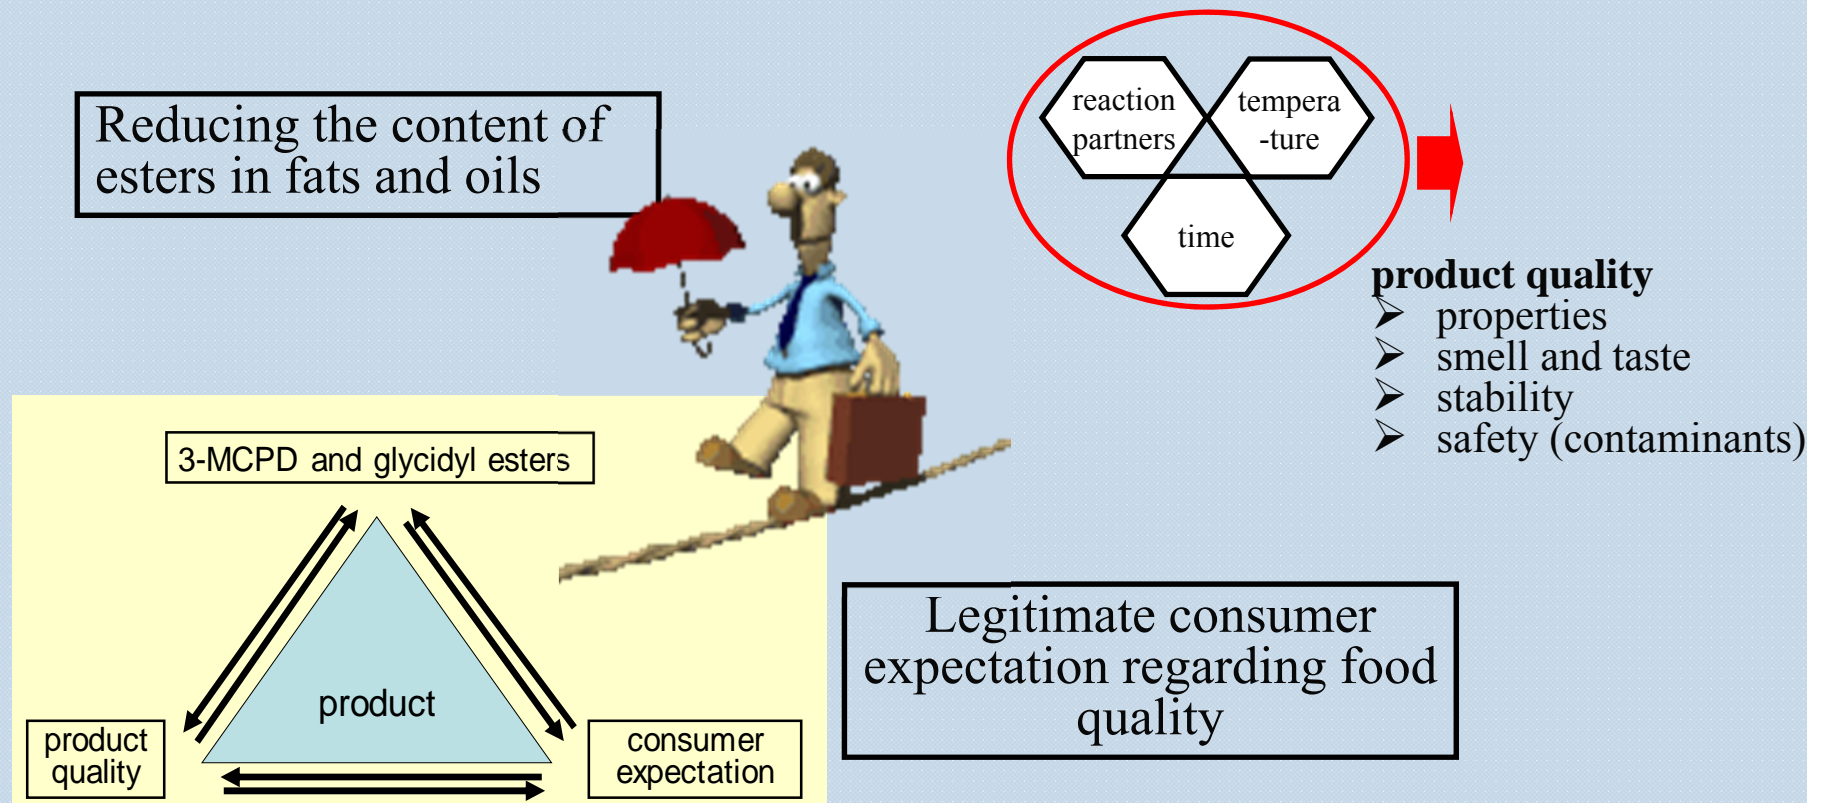 Reducing the content of
esters in fats and oils
reaction
partners
tempera
-ture
time
product quality
➢ properties
➢ smell and taste
➢ stability
➢ safety (contaminants)
3-MCPD and glycidyl esters
product
product
quality
consumer
expectation
Legitimate consumer
expectation regarding food
quality